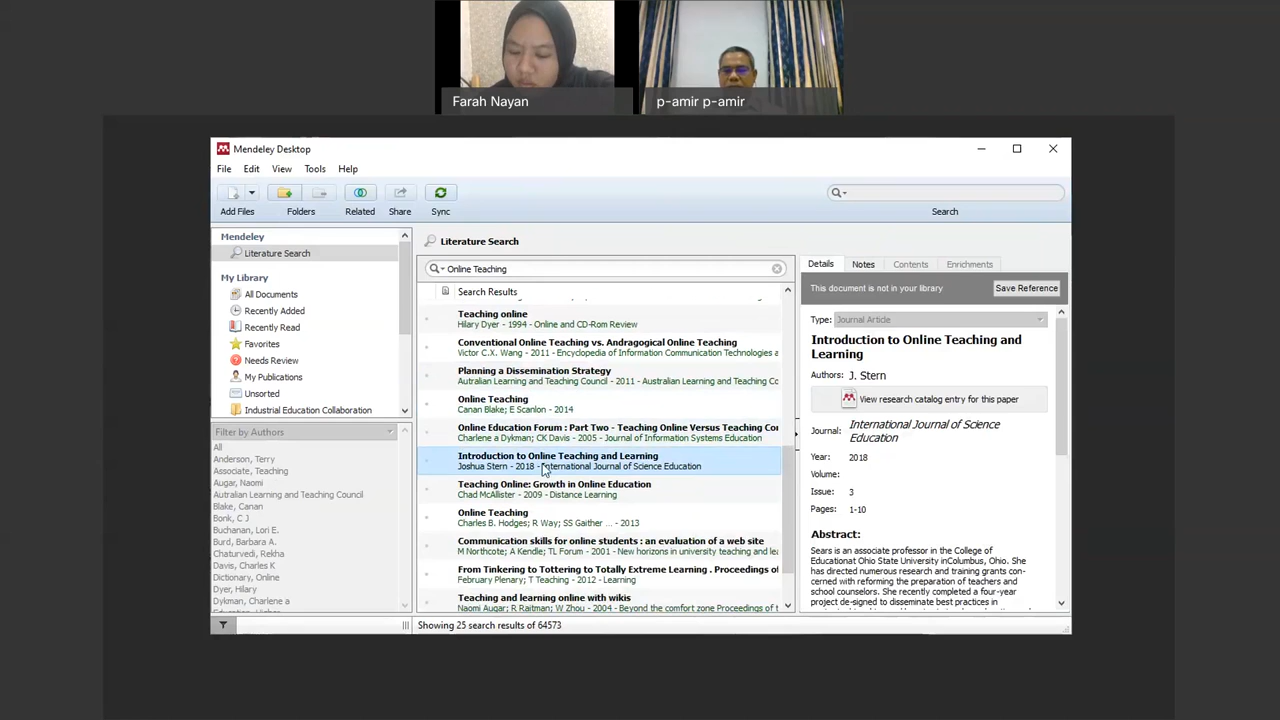 Farah Nayan
p-amir p-amir
Mendeley Desktop
File Edit View Tools Help
Add Files Folders Related Share Sync Search
Mendeley
Literature Search
My Library
All Documents
Recently Added
Recently Read
Favorites
Needs Review
My Publications
Unsorted
Industrial Education Collaboration
Filter by Authors
All
Anderson, Terry
Associate, Teaching
Augar, Naomi
Autralian Learning and Teaching Council
Blake, Canan
Bonk, C J
Buchanan, Lori E.
Burd, Barbara A.
Chaturvedi, Rekha
Davis, Charles K
Dictionary, Online
Dyer, Hilary
Dykman, Charlene a
Literature Search
Online Teaching
Search Results
Teaching online
Hilary Dyer - 1994 - Online and CD-Rom Review
Conventional Online Teaching vs. Andragogical Online Teaching
Victor C.X. Wang - 2011 - Encyclopedia of Information Communication Technologies a
Planning a Dissemination Strategy
Autralian Learning and Teaching Council - 2011 - Australian Learning and Teaching Co
Online Teaching
Canan Blake; E Scanlon - 2014
Online Education Forum : Part Two - Teaching Online Versus Teaching Con
Charlene a Dykman; CK Davis - 2005 - Journal of Information Systems Education
Introduction to Online Teaching and Learning
Joshua Stern - 2018 - International Journal of Science Education
Teaching Online: Growth in Online Education
Chad McAllister - 2009 - Distance Learning
Online Teaching
Charles B. Hodges; R Way; SS Gaither ... - 2013
Communication skills for online students : an evaluation of a web site
M Northcote; A Kendle; TL Forum - 2001 - New horizons in university teaching and lea
From Tinkering to Tottering to Totally Extreme Learning . Proceedings of
February Plenary; T Teaching - 2012 - Learning
Teaching and learning online with wikis
Naomi Augar; R Raitman; W Zhou - 2004 - Beyond the comfort zone Proceedings of t
Showing 25 search results of 64573
Details Notes Contents Enrichments
This document is not in your library Save Reference
Type: Journal Article
Introduction to Online Teaching and
Learning
Authors: J. Stern
View research catalog entry for this paper
Journal: International Journal of Science
Education
Year: 2018
Volume:
Issue: 3
Pages: 1-10
Abstract:
Sears is an associate professor in the College of
Educationat Ohio State University inColumbus, Ohio. She
has directed numerous research and training grants con-
cerned with reforming the preparation of teachers and
school counselors. She recently completed a four-year
project de-signed to disseminate best practices in